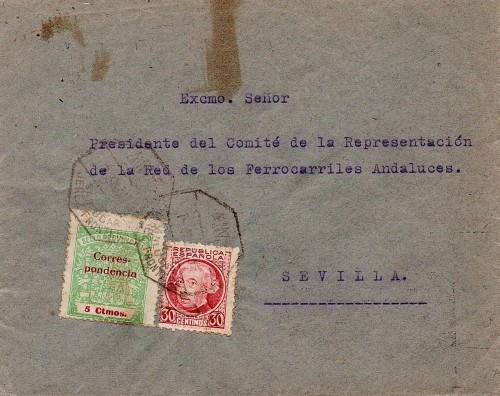 Excmo. Señor
Presidente del Comité de la Representación
de la Red de los Ferrocarriles Andaluces.
SEVILLA.
Corres-
pondencia
5 Ctmos.
REPÚBLICA
ESPAÑOLA
30 CENTIMOS 30